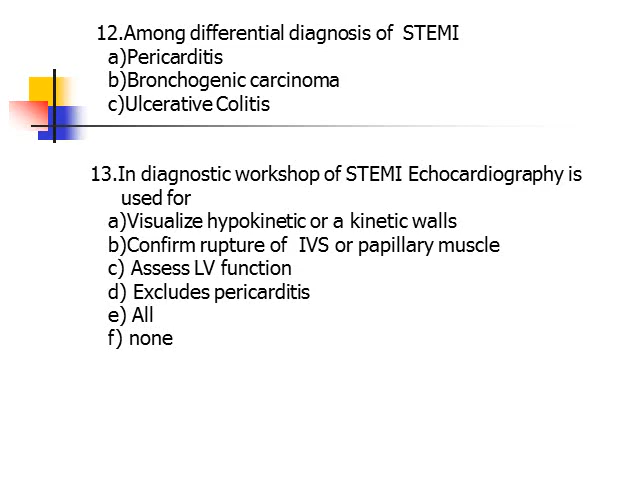 12.Among differential diagnosis of  STEMI
a)Pericarditis
b)Bronchogenic carcinoma
c)Ulcerative Colitis
13.In diagnostic workshop of STEMI Echocardiography is
used for
a)Visualize hypokinetic or a kinetic walls
b)Confirm rupture of  IVS or papillary muscle
c) Assess LV function
d) Excludes pericarditis
e) All
f) none